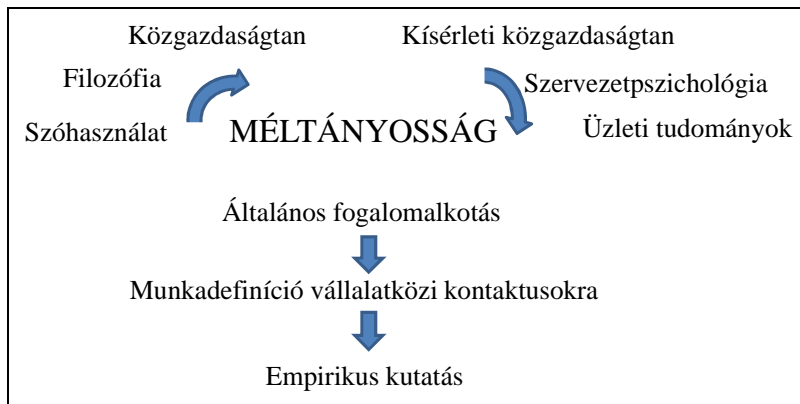 Közgazdaságtan Kísérleti közgazdaságtan
Filozófia Szervezetpszichológia
Szóhasználat MÉLTÁNYOSSÁG Üzleti tudományok
Általános fogalomalkotás
Munkadefiníció vállalatközi kontaktusokra
Empirikus kutatás